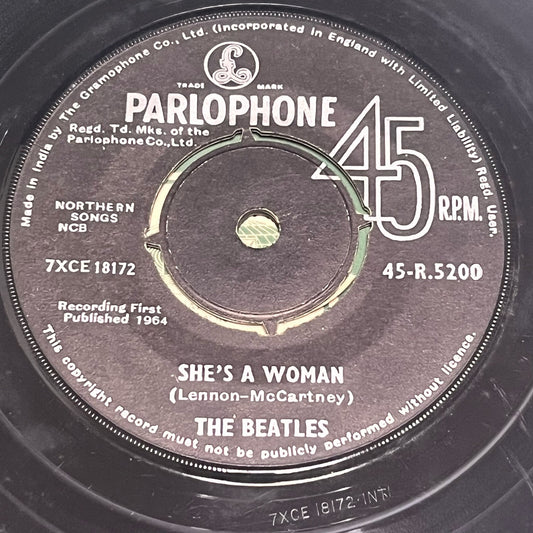 Made in India by The Gramophone Co., Ltd. (Incorporated in England with Limited Liability) Regd. User.
£
TRADE MARK
PARLOPHONE
Regd. Td. Mks. of the
Parlophone Co., Ltd.
45
R.P.M.
NORTHERN
SONGS
NCB
7XCE 18172
45-R.5200
Recording First
Published 1964
SHE'S A WOMAN
(Lennon-McCartney)
THE BEATLES
This copyright record must not be publicly performed without licence.
7XCE 18172-1N